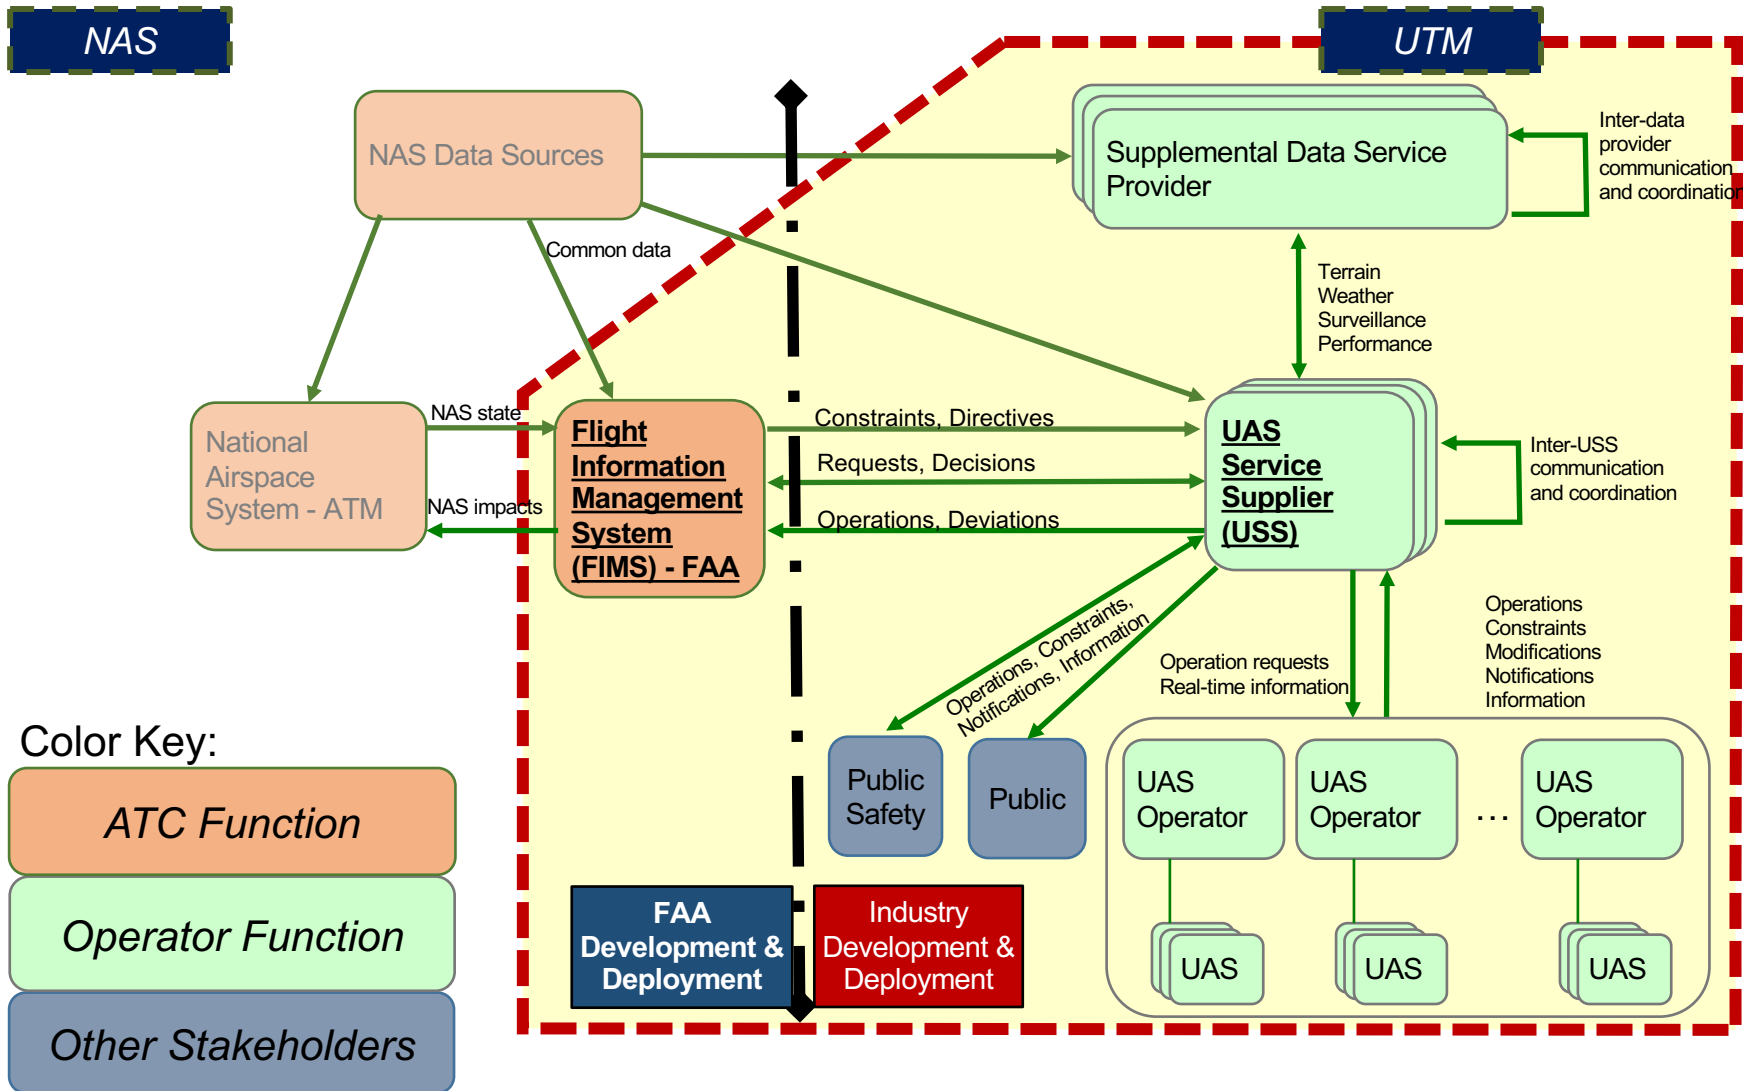 NAS
UTM
NAS Data Sources
Supplemental Data Service
Provider
Inter-data
provider
communication
and coordination
Common data
Terrain
Weather
Surveillance
Performance
National
Airspace
System - ATM
NAS state
NAS impacts
Flight
Information
Management
System
(FIMS) - FAA
Constraints, Directives
Requests, Decisions
Operations, Deviations
UAS
Service
Supplier
(USS)
Inter-USS
communication
and coordination
Operations, Constraints,
Notifications, Information
Operation requests
Real-time information
Operations
Constraints
Modifications
Notifications
Information
Public
Safety
Public
UAS
Operator
UAS
Operator
...
UAS
Operator
UAS
UAS
UAS
FAA
Development &
Deployment
Industry
Development &
Deployment
Color Key:
ATC Function
Operator Function
Other Stakeholders